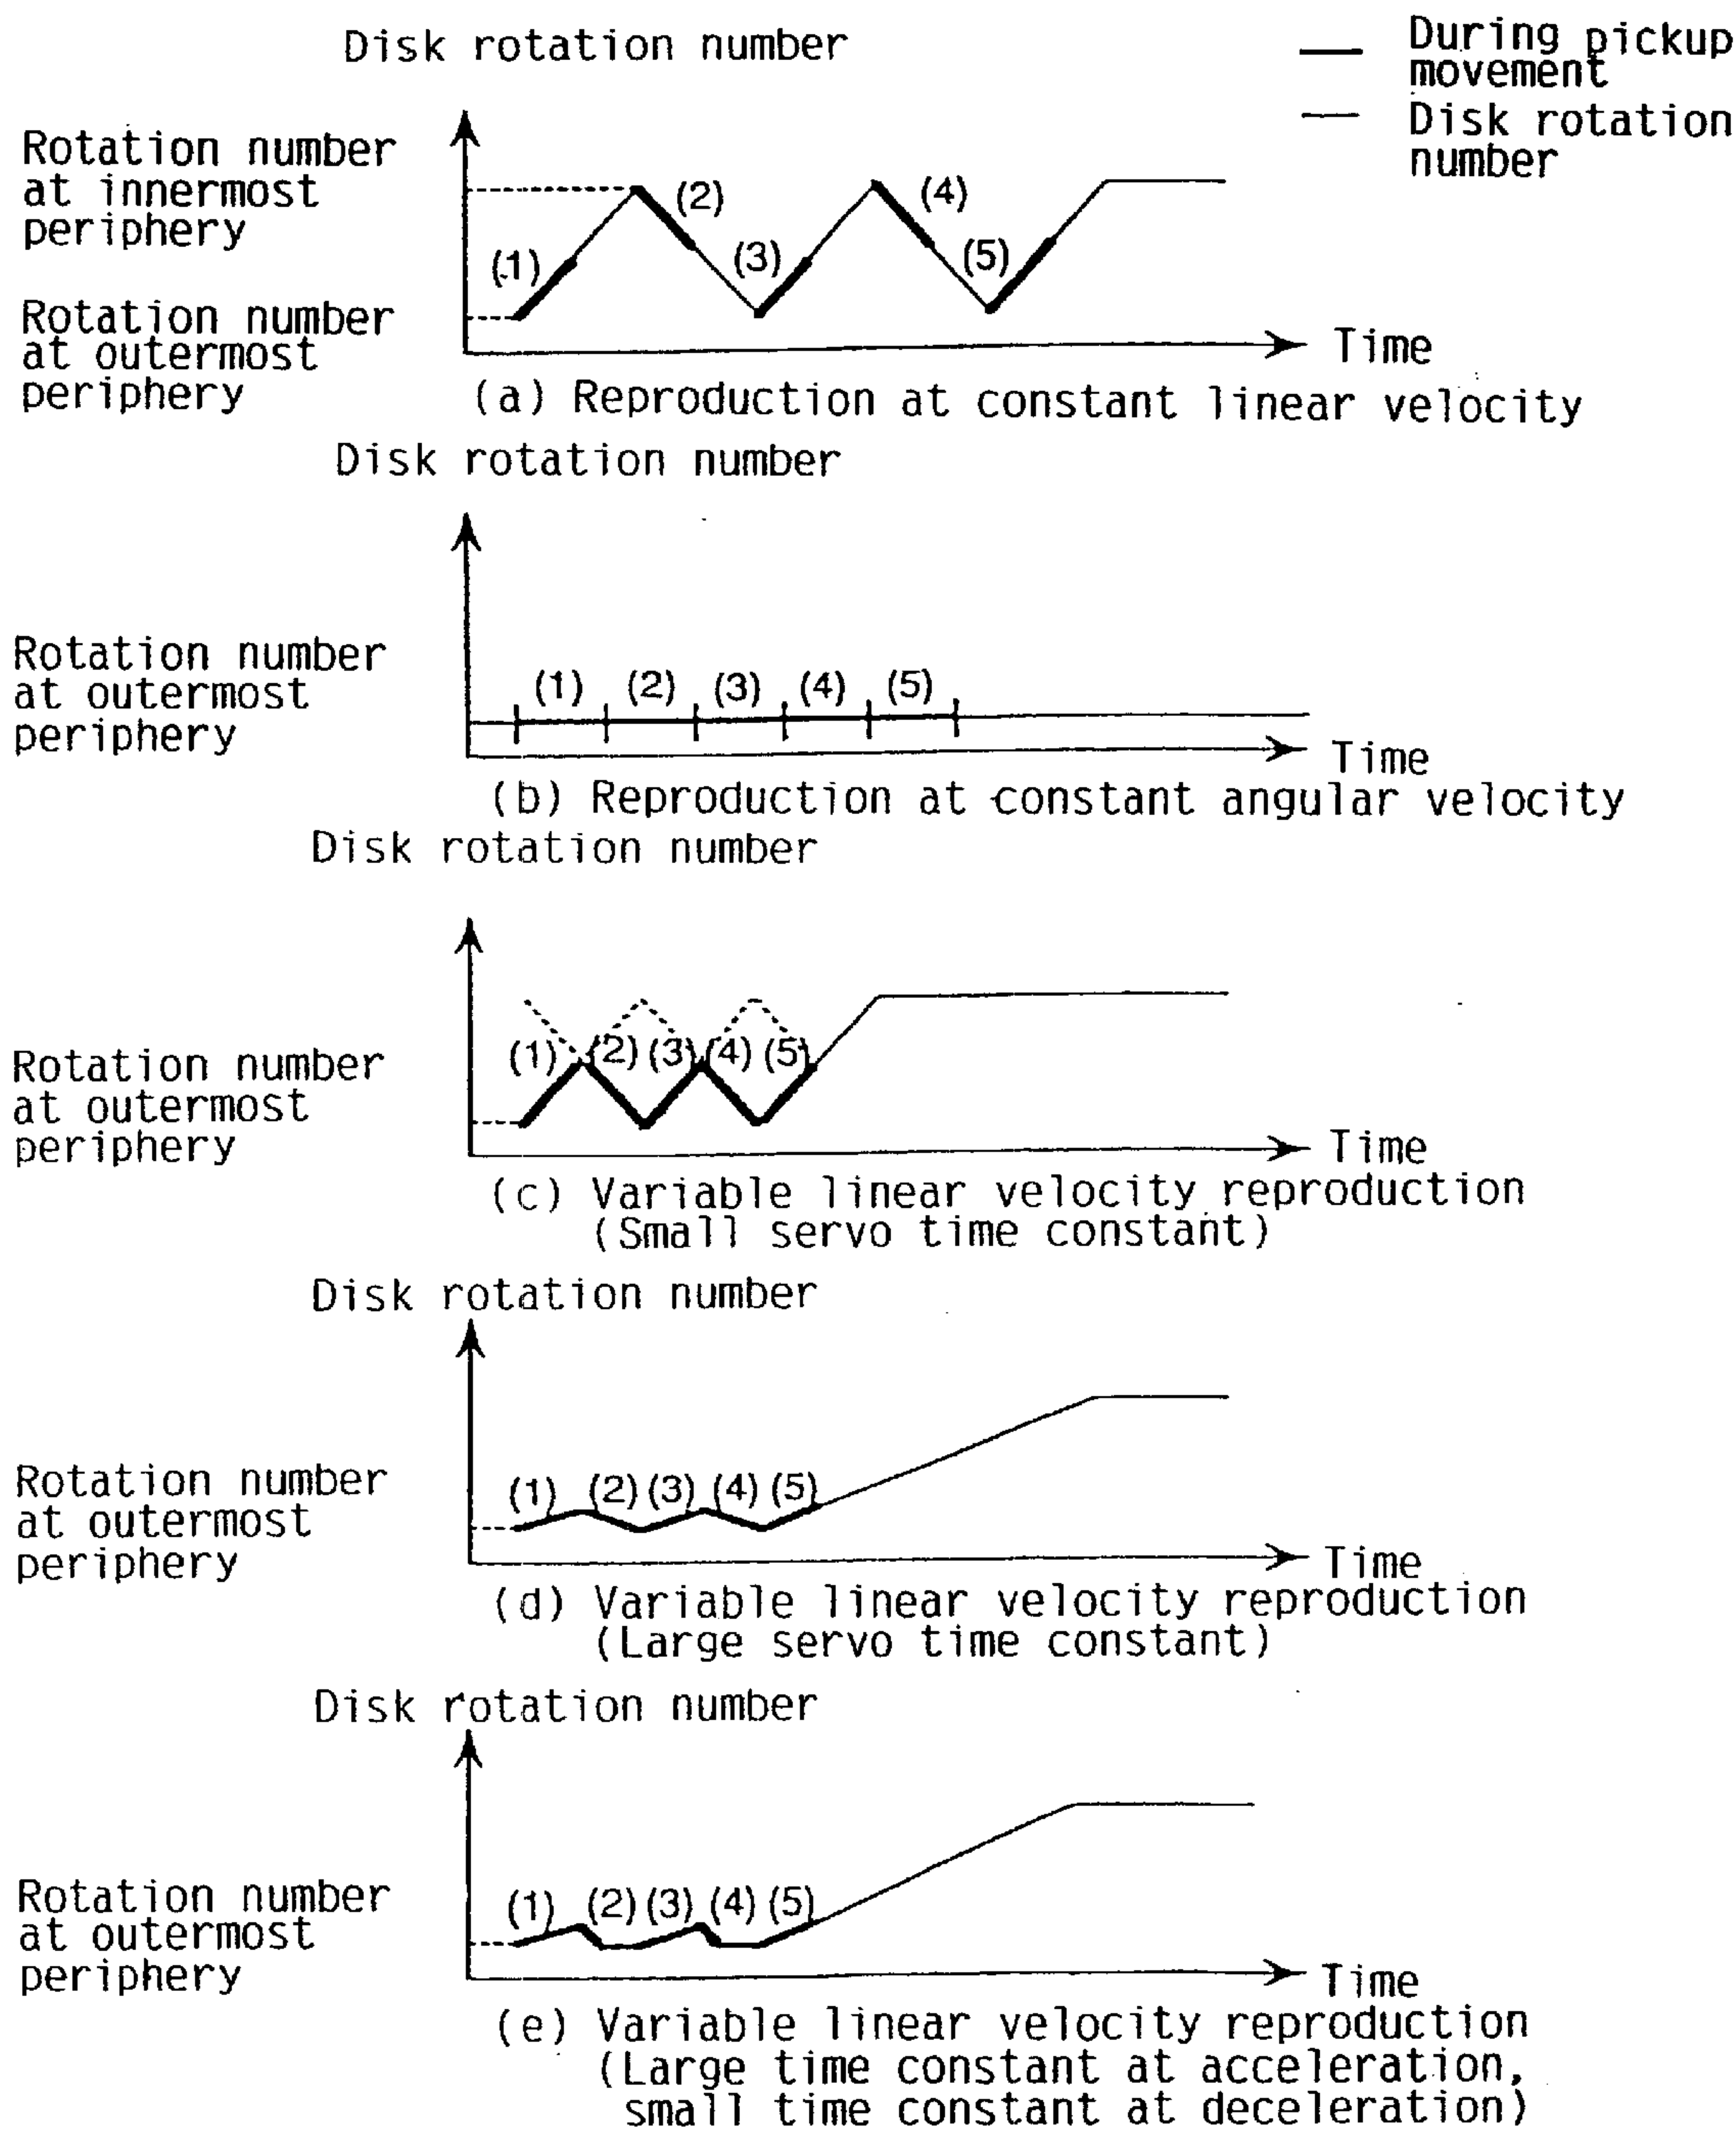 Disk rotation number
During pickup
movement
Disk rotation
number
Rotation number
at innermost
periphery
(1)
(2)
(3)
(4)
(5)
Rotation number
at outermost
periphery
Time
(a) Reproduction at constant linear velocity
Disk rotation number
Rotation number
at outermost
periphery
(1) (2) (3) (4) (5)
Time
(b) Reproduction at constant angular velocity
Disk rotation number
Rotation number
at outermost
periphery
(1) (2) (3) (4) (5)
Time
(c) Variable linear velocity reproduction
(Small servo time constant)
Disk rotation number
Rotation number
at outermost
periphery
(1) (2) (3) (4) (5)
Time
(d) Variable linear velocity reproduction
(Large servo time constant)
Disk rotation number
Rotation number
at outermost
periphery
(1) (2) (3) (4) (5)
Time
(e) Variable linear velocity reproduction
(Large time constant at acceleration,
small time constant at deceleration)